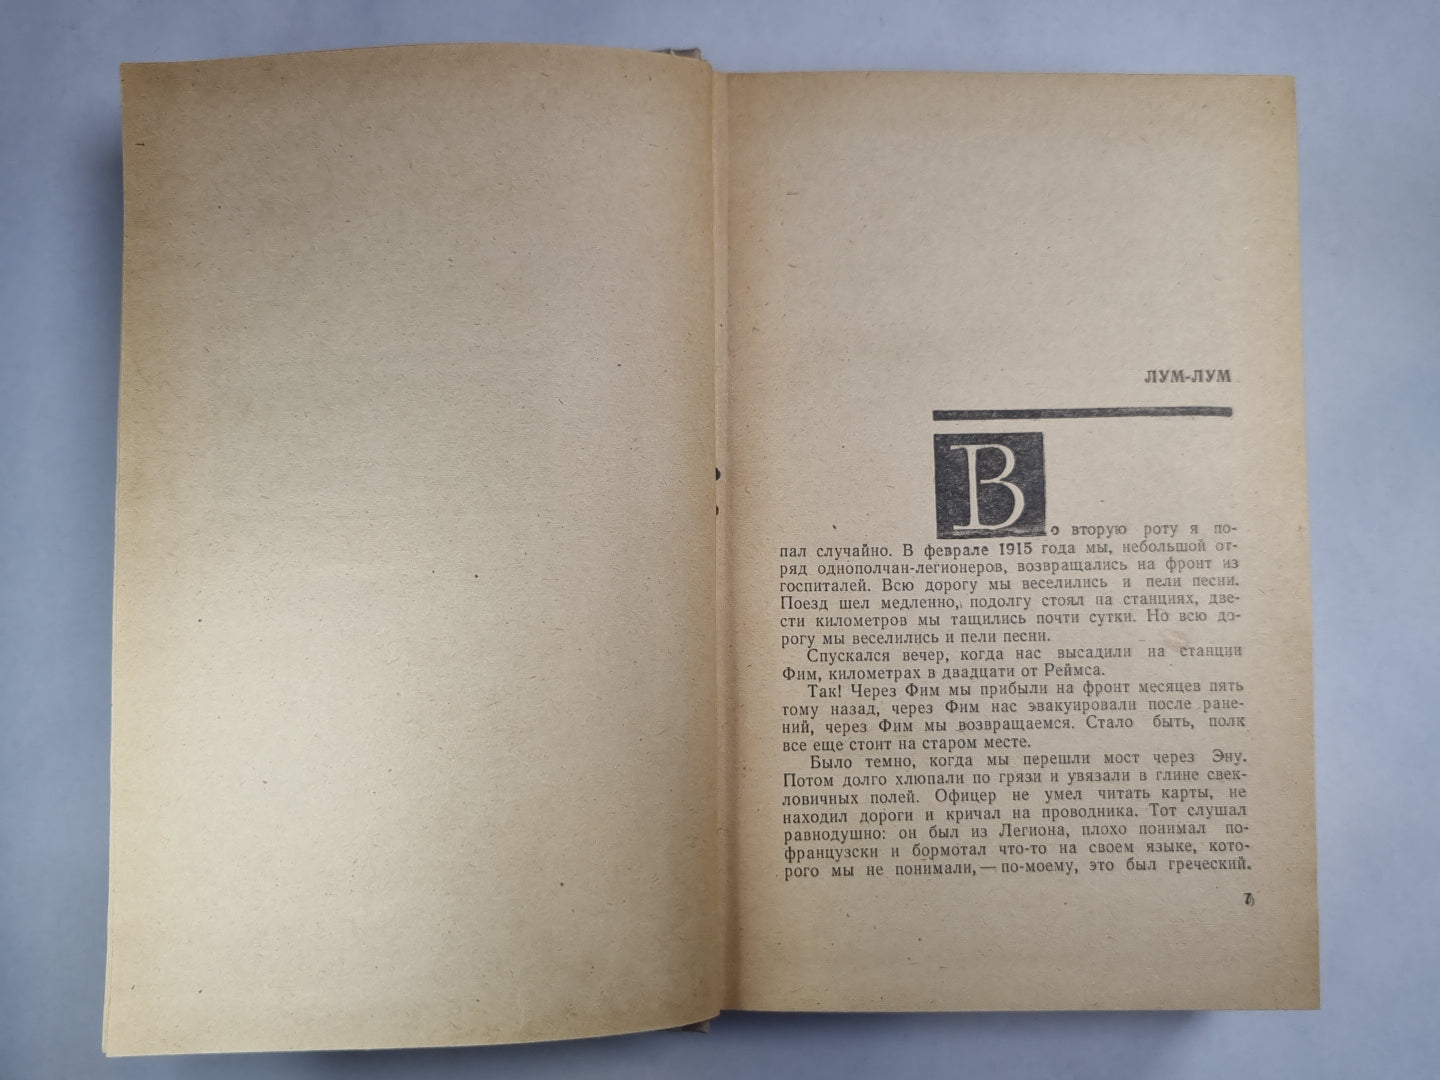 ЛУМ-ЛУМ
Во вторую роту я по-
пал случайно. В феврале 1915 года мы, небольшой от-
ряд однополчан-легионеров, возвращались на фронт из
госпиталей. Всю дорогу мы веселились и пели песни.
Поезд шел медленно, подолгу стоял на станциях, две-
сти километров мы тащились почти сутки. Но всю до-
рогу мы веселились и пели песни.
Спускался вечер, когда нас высадили на станции
Фим, километрах в двадцати от Реймса.
Так! Через Фим мы прибыли на фронт месяцев пять
тому назад, через Фим нас эвакуировали после ране-
ний, через Фим мы возвращаемся. Стало быть, полк
все еще стоит на старом месте.
Было темно, когда мы перешли мост через Эну.
Потом долго хлюпали по грязи и увязали в глине свек-
ловичных полей. Офицер не умел читать карты, не
находил дороги и кричал на проводника. Тот слушал
равнодушно: он был из Легиона, плохо понимал по-
французски и бормотал что-то на своем языке, кото-
рого мы не понимали, — по-моему, это был греческий.
7